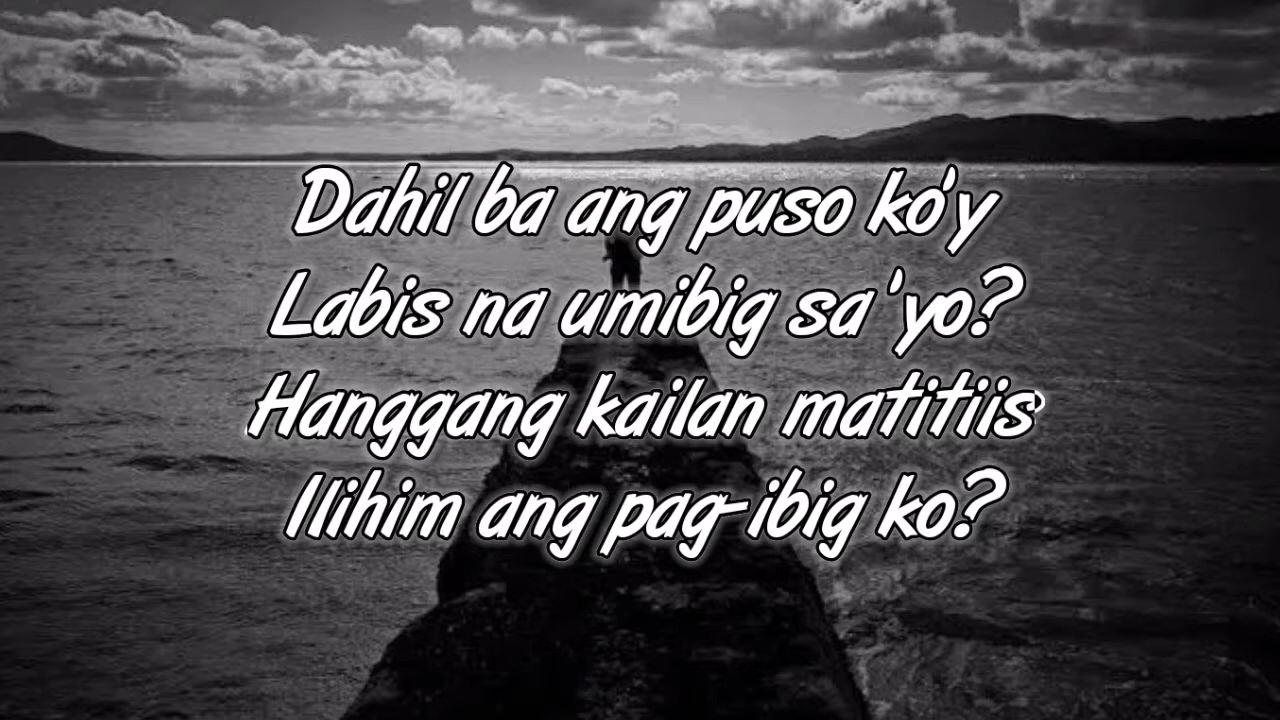 Dahil ba ang puso ko'y
Labis na umibig sa 'yo?
Hanggang kailan matitiis
Ilihim ang pag-ibig ko?